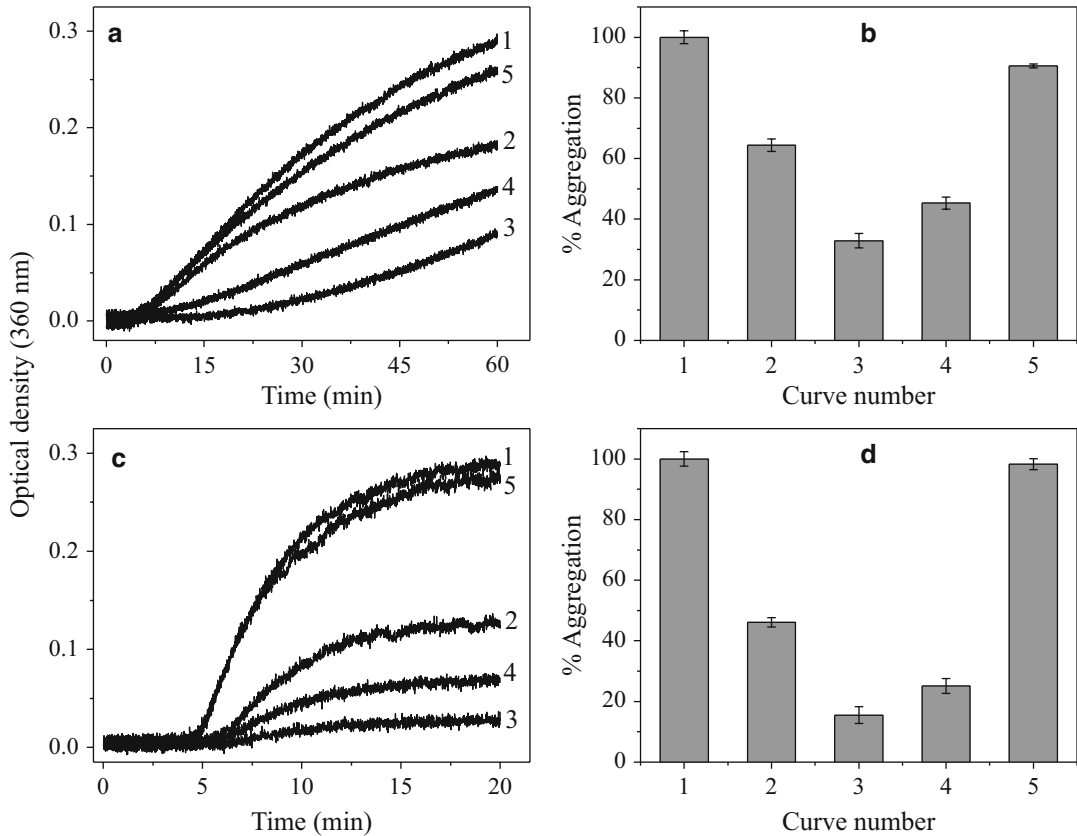 Optical density (360 nm)
a
0.3
0.2
0.1
0.0
1
5
2
4
3
0 15 30 45 60
Time (min)
b
% Aggregation
100
80
60
40
20
0
1 2 3 4 5
Curve number
c
0.3
0.2
0.1
0.0
1
5
2
4
3
0 5 10 15 20
Time (min)
d
% Aggregation
100
80
60
40
20
0
1 2 3 4 5
Curve number